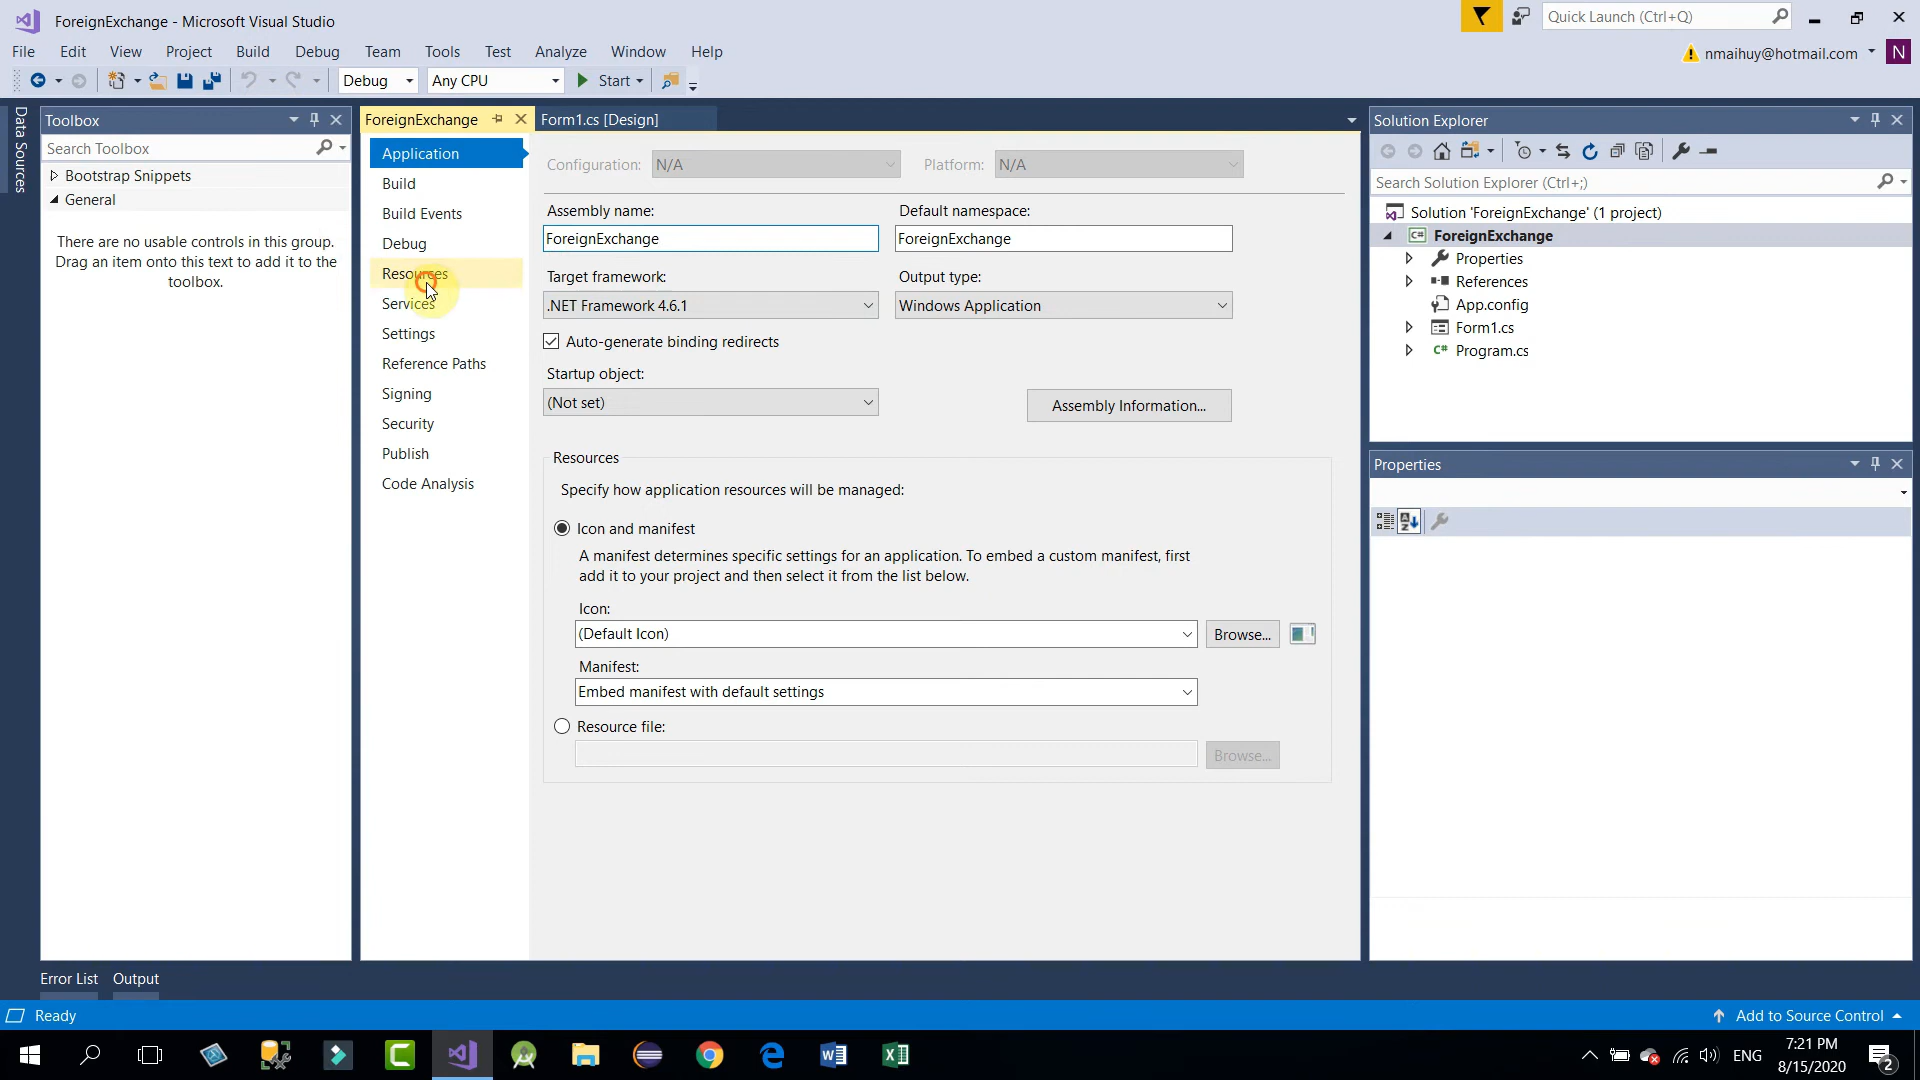 ForeignExchange - Microsoft Visual Studio
Quick Launch (Ctrl+Q)
File Edit View Project Build Debug Team Tools Test Analyze Window Help
nmaihuy@hotmail.com N
Debug Any CPU Start
Data Sources
Toolbox
Search Toolbox
Bootstrap Snippets
General
There are no usable controls in this group.
Drag an item onto this text to add it to the
toolbox.
ForeignExchange Form1.cs [Design]
Application
Build
Build Events
Debug
Resources
Services
Settings
Reference Paths
Signing
Security
Publish
Code Analysis
Configuration: N/A Platform: N/A
Assembly name: Default namespace:
ForeignExchange ForeignExchange
Target framework: Output type:
.NET Framework 4.6.1 Windows Application
Auto-generate binding redirects
Startup object:
(Not set) Assembly Information...
Resources
Specify how application resources will be managed:
Icon and manifest
A manifest determines specific settings for an application. To embed a custom manifest, first
add it to your project and then select it from the list below.
Icon:
(Default Icon) Browse...
Manifest:
Embed manifest with default settings
Resource file:
Browse...
Solution Explorer
Search Solution Explorer (Ctrl+;)
Solution 'ForeignExchange' (1 project)
C# ForeignExchange
Properties
References
App.config
Form1.cs
C# Program.cs
Properties
Error List Output
Ready Add to Source Control
ENG 7:21 PM
8/15/2020 2